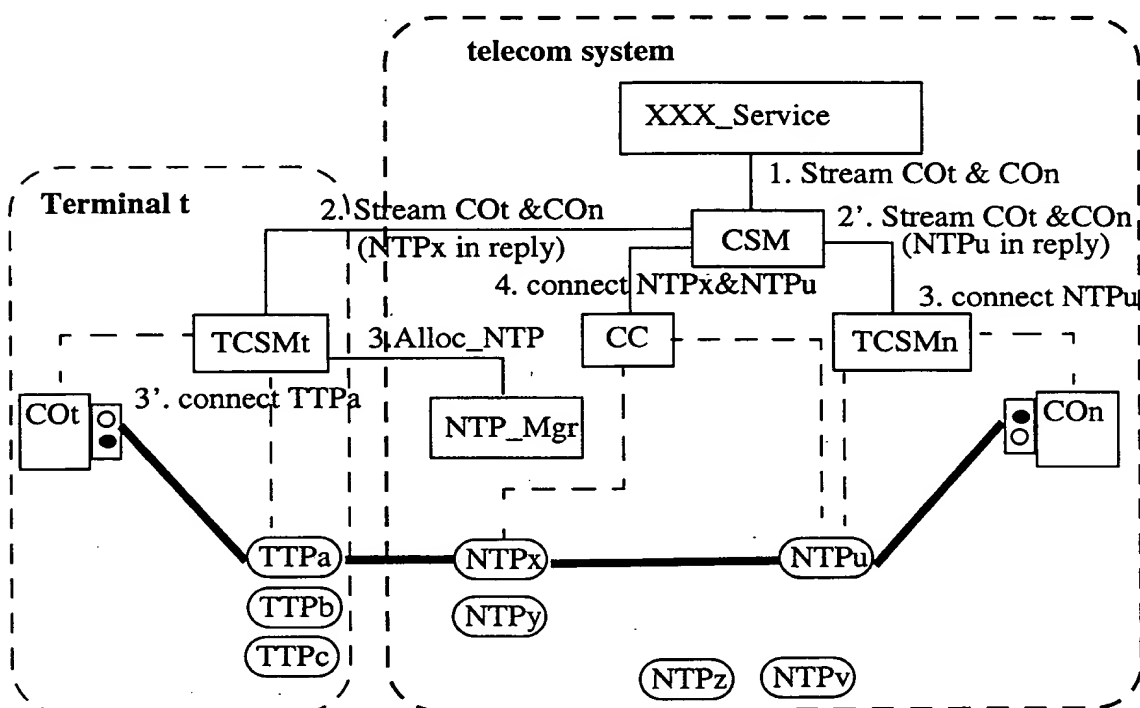 telecom system
XXX_Service
1. Stream COt & COn
Terminal t
2. Stream COt &COn
(NTPx in reply)
CSM
2'. Stream COt &COn
(NTPu in reply)
4. connect NTPx&NTPu
3. connect NTPu
TCSMt
3.Alloc_NTP
CC
TCSMn
3'. connect TTPa
COt
NTP_Mgr
COn
TTPa
NTPx
NTPu
TTPb
NTPy
TTPc
NTPz
NTPv